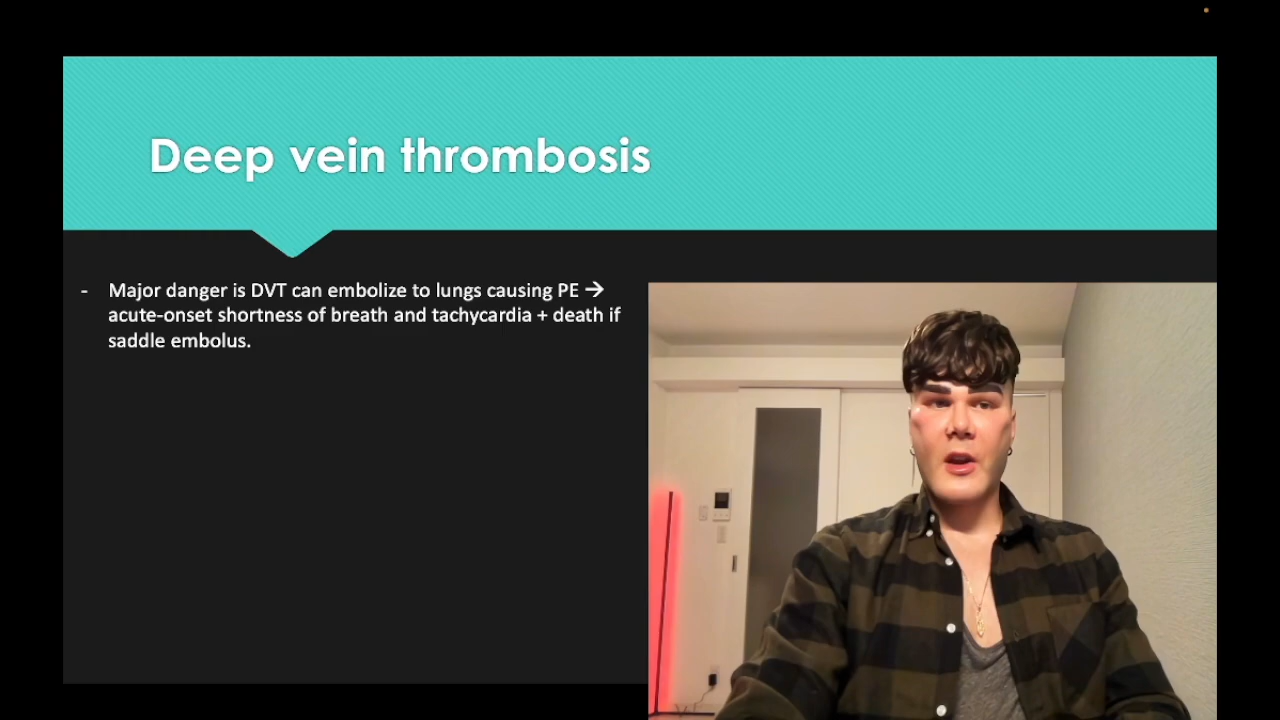 Deep vein thrombosis
- Major danger is DVT can embolize to lungs causing PE →
acute-onset shortness of breath and tachycardia + death if
saddle embolus.